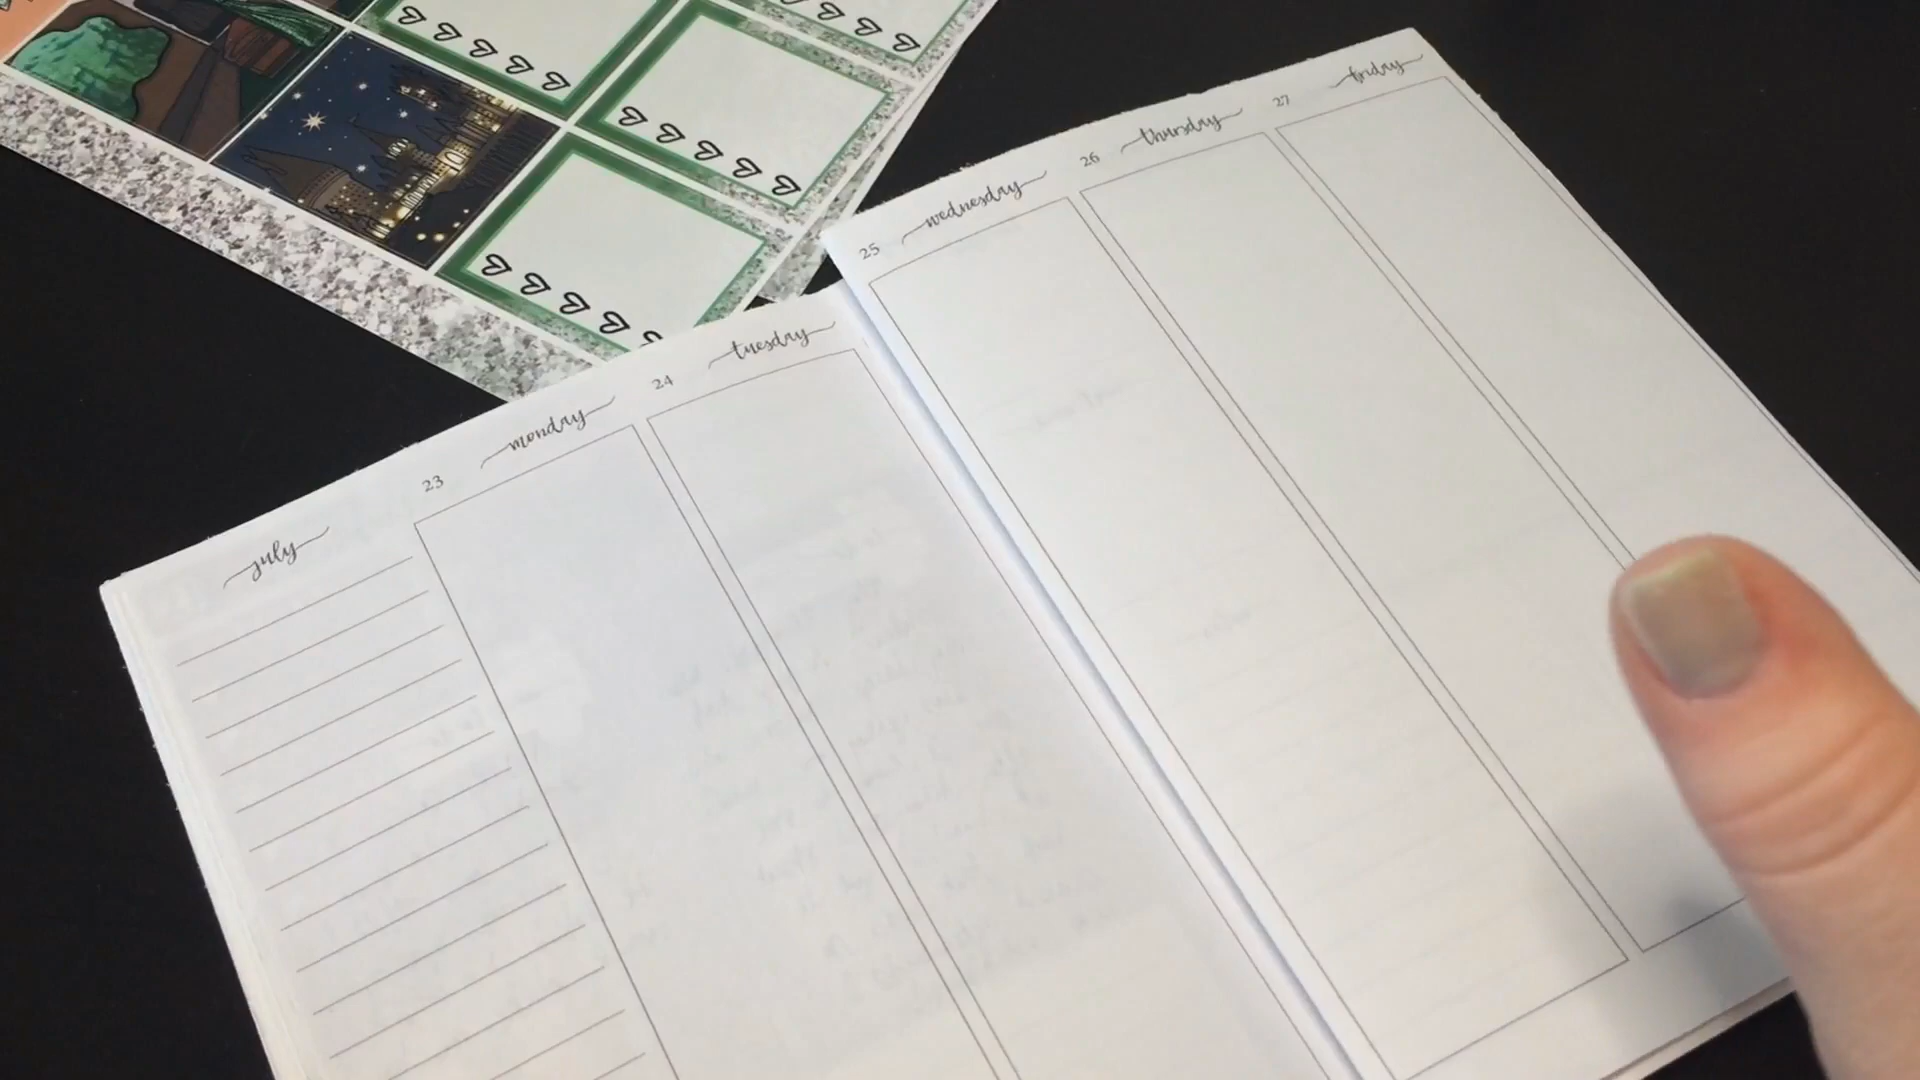 july
23 monday
24 tuesday
25 wednesday
26 thursday
27 friday